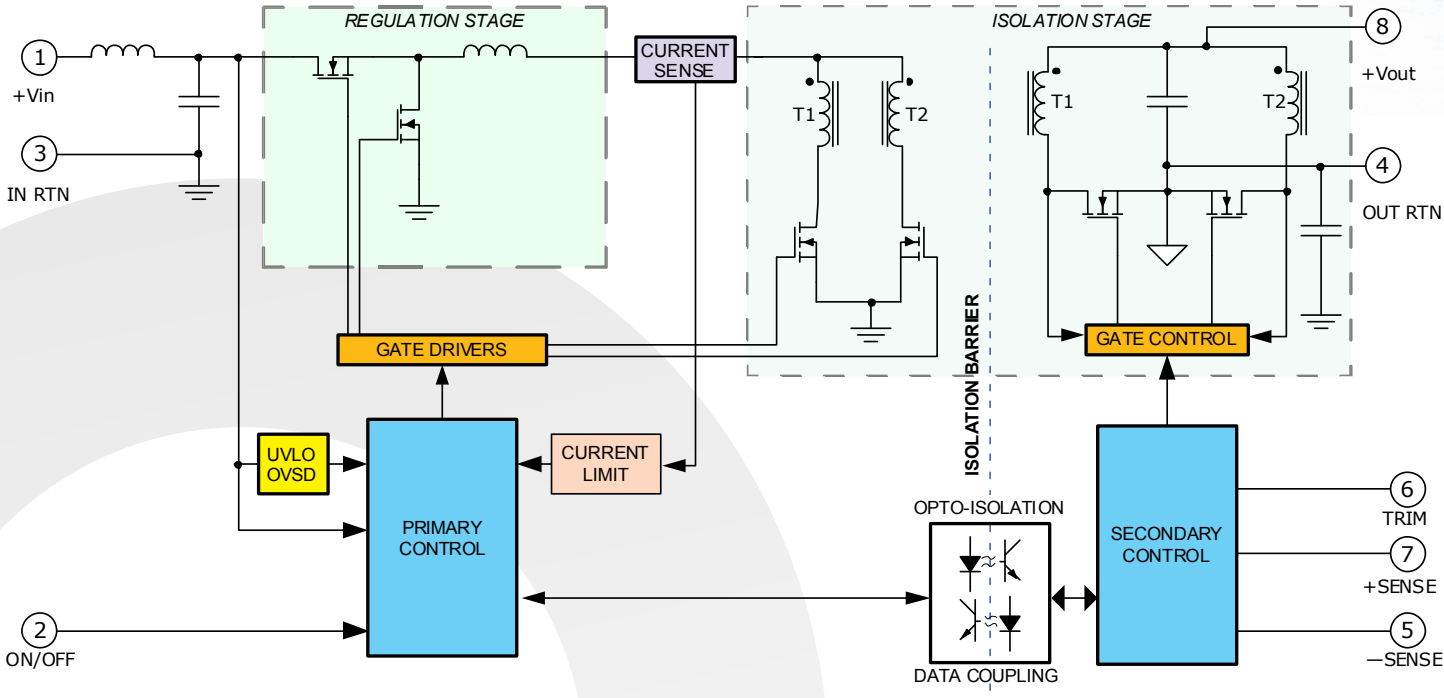 REGULATION STAGE
ISOLATION STAGE
1
+Vin
CURRENT
SENSE
8
+Vout
T1
T2
T1
T2
3
IN RTN
4
OUT RTN
GATE DRIVERS
GATE CONTROL
ISOLATION BARRIER
UVLO
OVSD
CURRENT
LIMIT
PRIMARY
CONTROL
OPTO-ISOLATION
SECONDARY
CONTROL
6
TRIM
7
+SENSE
2
ON/OFF
5
—SENSE
DATA COUPLING